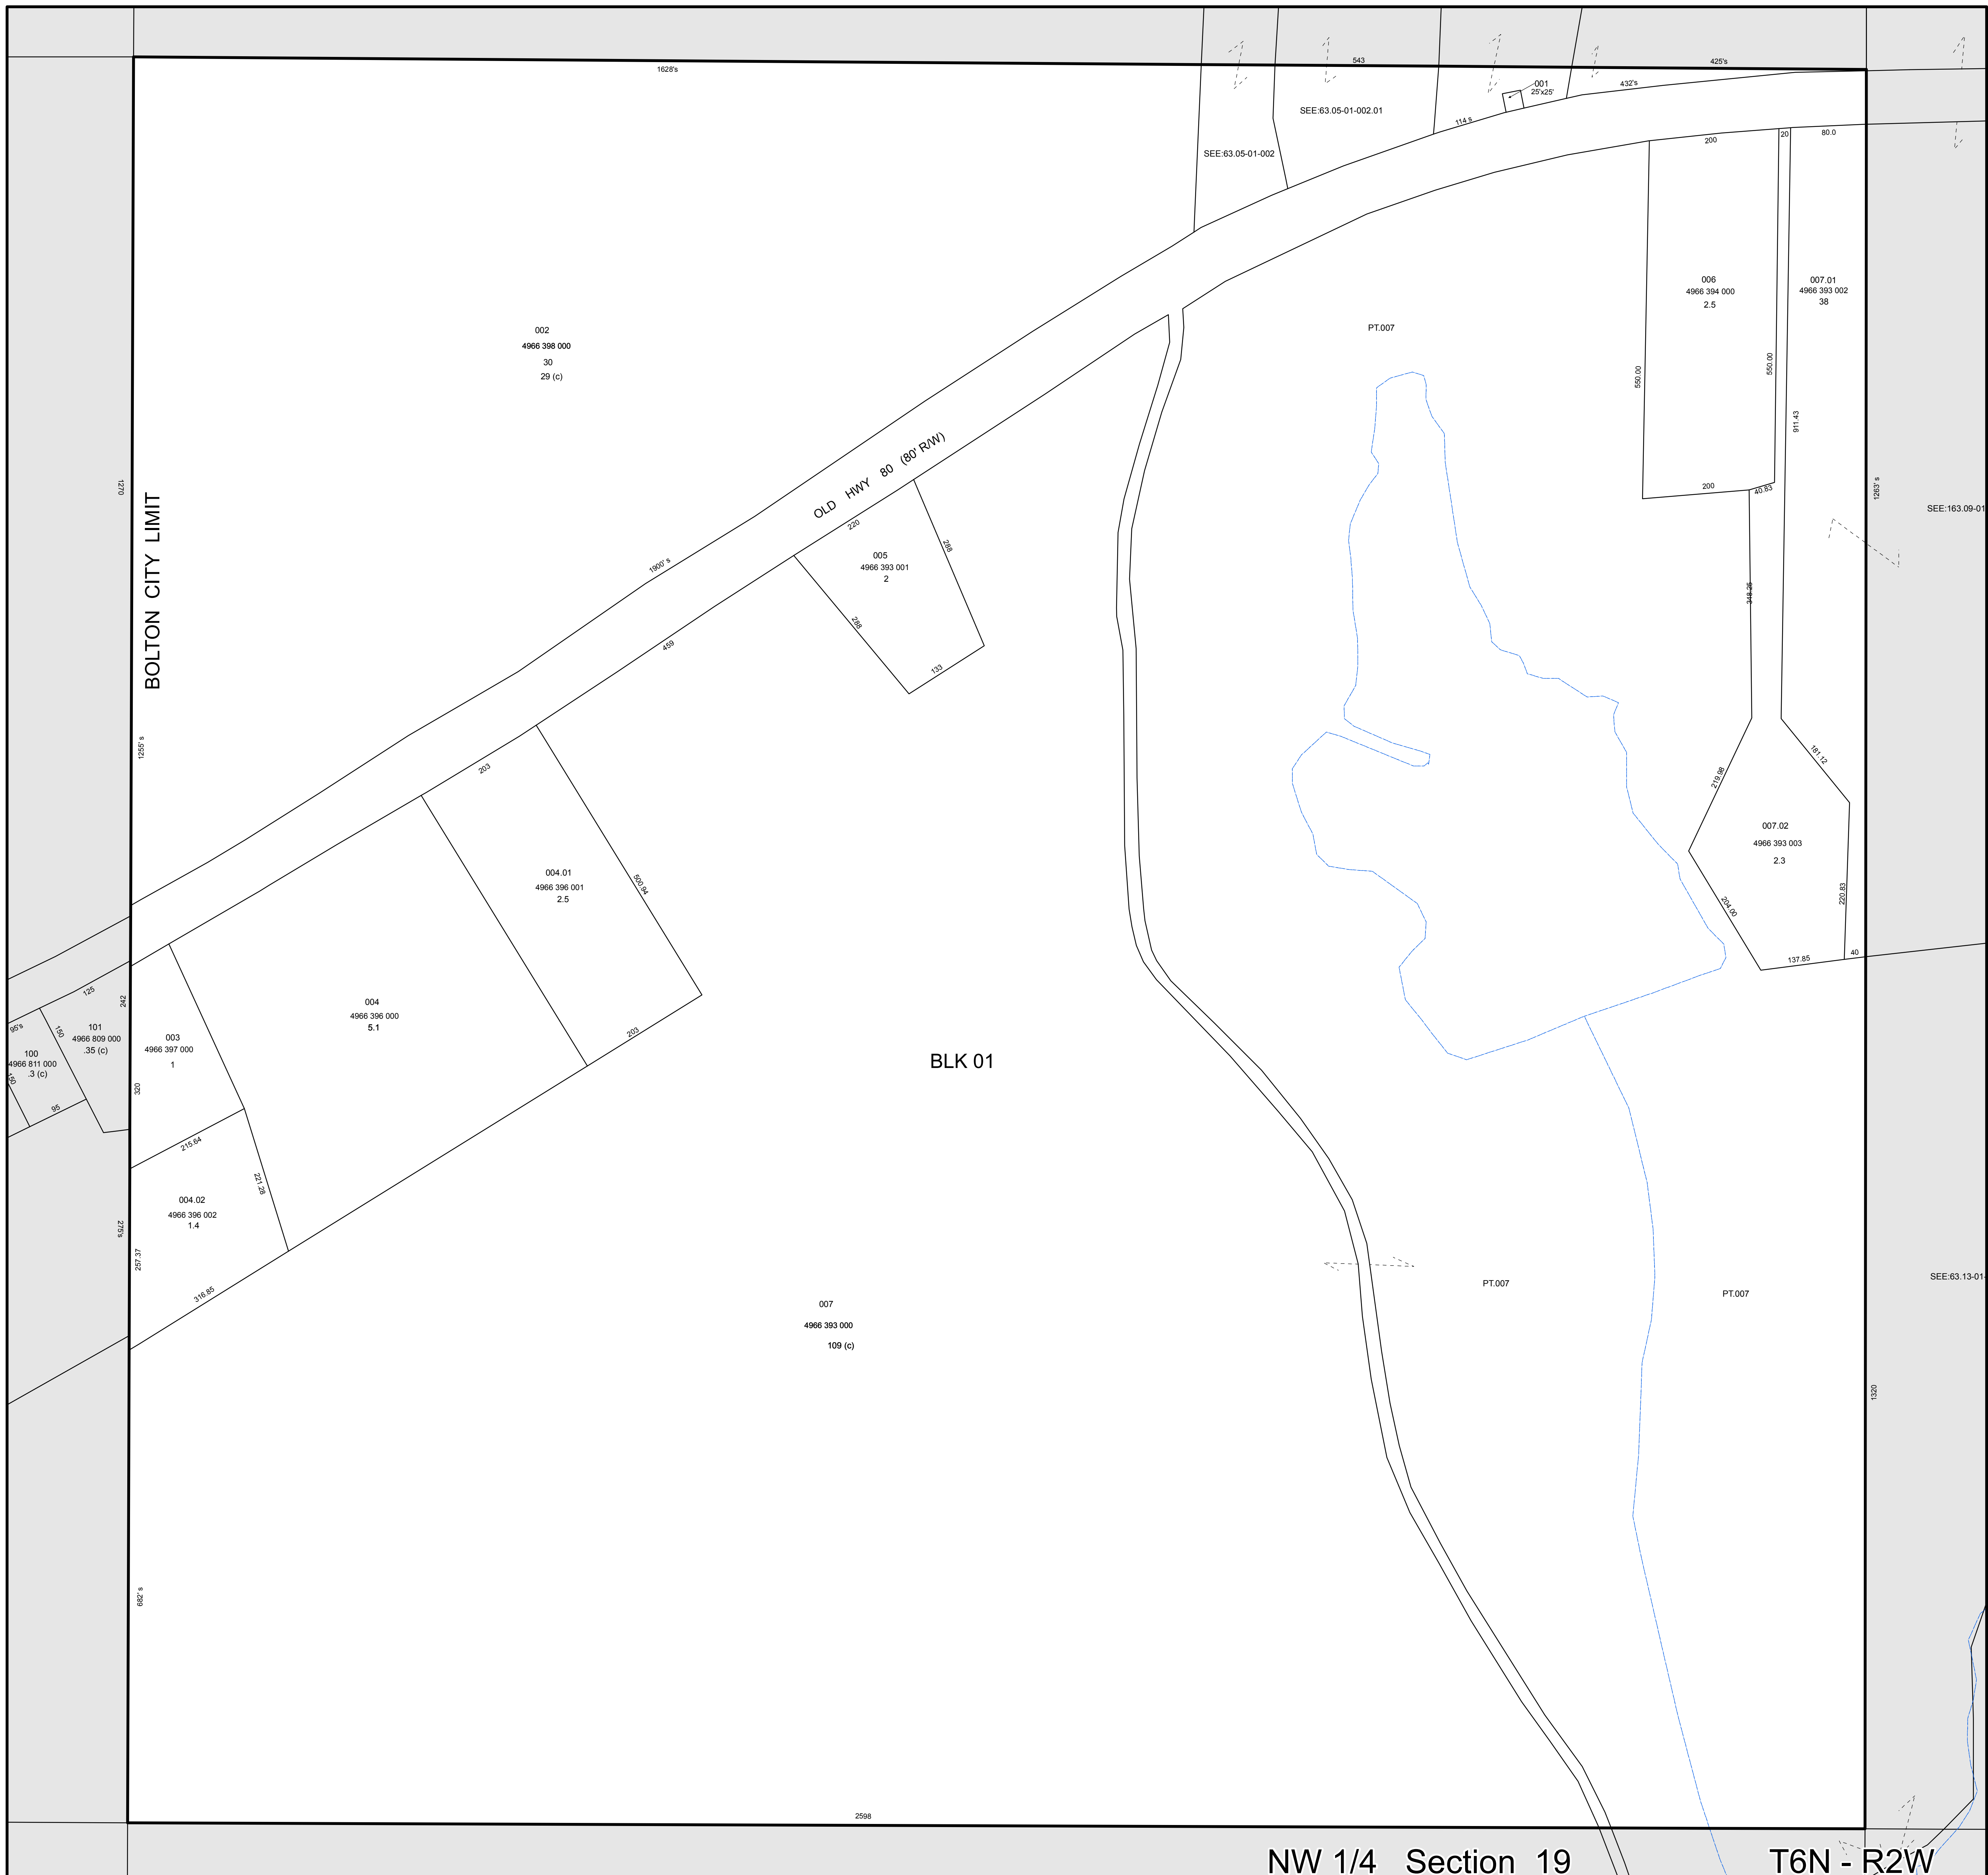 1628's
543
425's
001
25'x25'
432's
SEE:63.05-01-002.01
114 s
SEE:63.05-01-002
200
20
80.0
002
4966 398 000
30
29 (c)
PT.007
006
4966 394 000
2.5
007.01
4966 393 002
38
550.00
550.00
911.43
200
40.83
1270
BOLTON CITY LIMIT
1263' s
SEE:163.09-01
OLD HWY 80 (80' R/W)
220
005
4966 393 001
2
288
288
133
1900' s
459
348.26
1255' s
203
181.12
219.98
007.02
4966 393 003
2.3
204.00
220.83
137.85
40
004.01
4966 396 001
2.5
500.94
203
004
4966 396 000
5.1
125
242
95's
150
101
4966 809 000
.35 (c)
100
4966 811 000
.3 (c)
150
95
003
4966 397 000
1
320
BLK 01
215.64
221.28
004.02
4966 396 002
1.4
275's
257.37
316.85
007
4966 393 000
109 (c)
PT.007
PT.007
SEE:63.13-01-
1320
682' s
2598
NW 1/4 Section 19
T6N - R2W